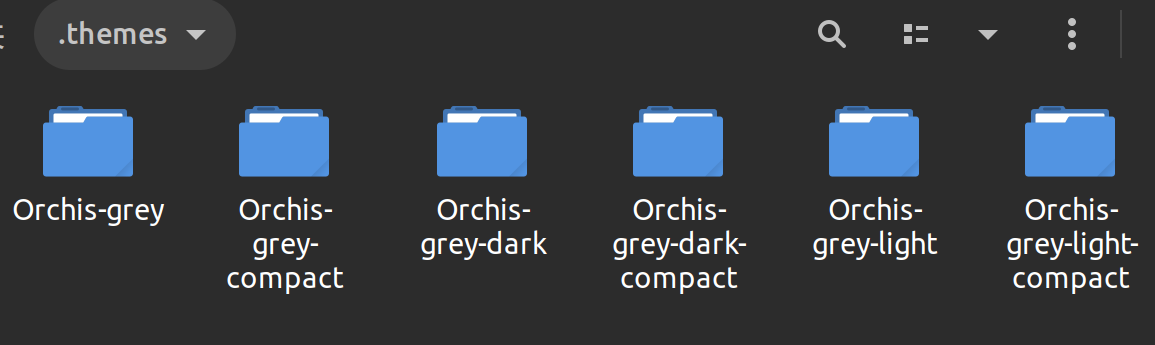 .themes
Orchis-grey
Orchis-
grey-
compact
Orchis-
grey-dark
Orchis-
grey-dark-
compact
Orchis-
grey-light
Orchis-
grey-light-
compact